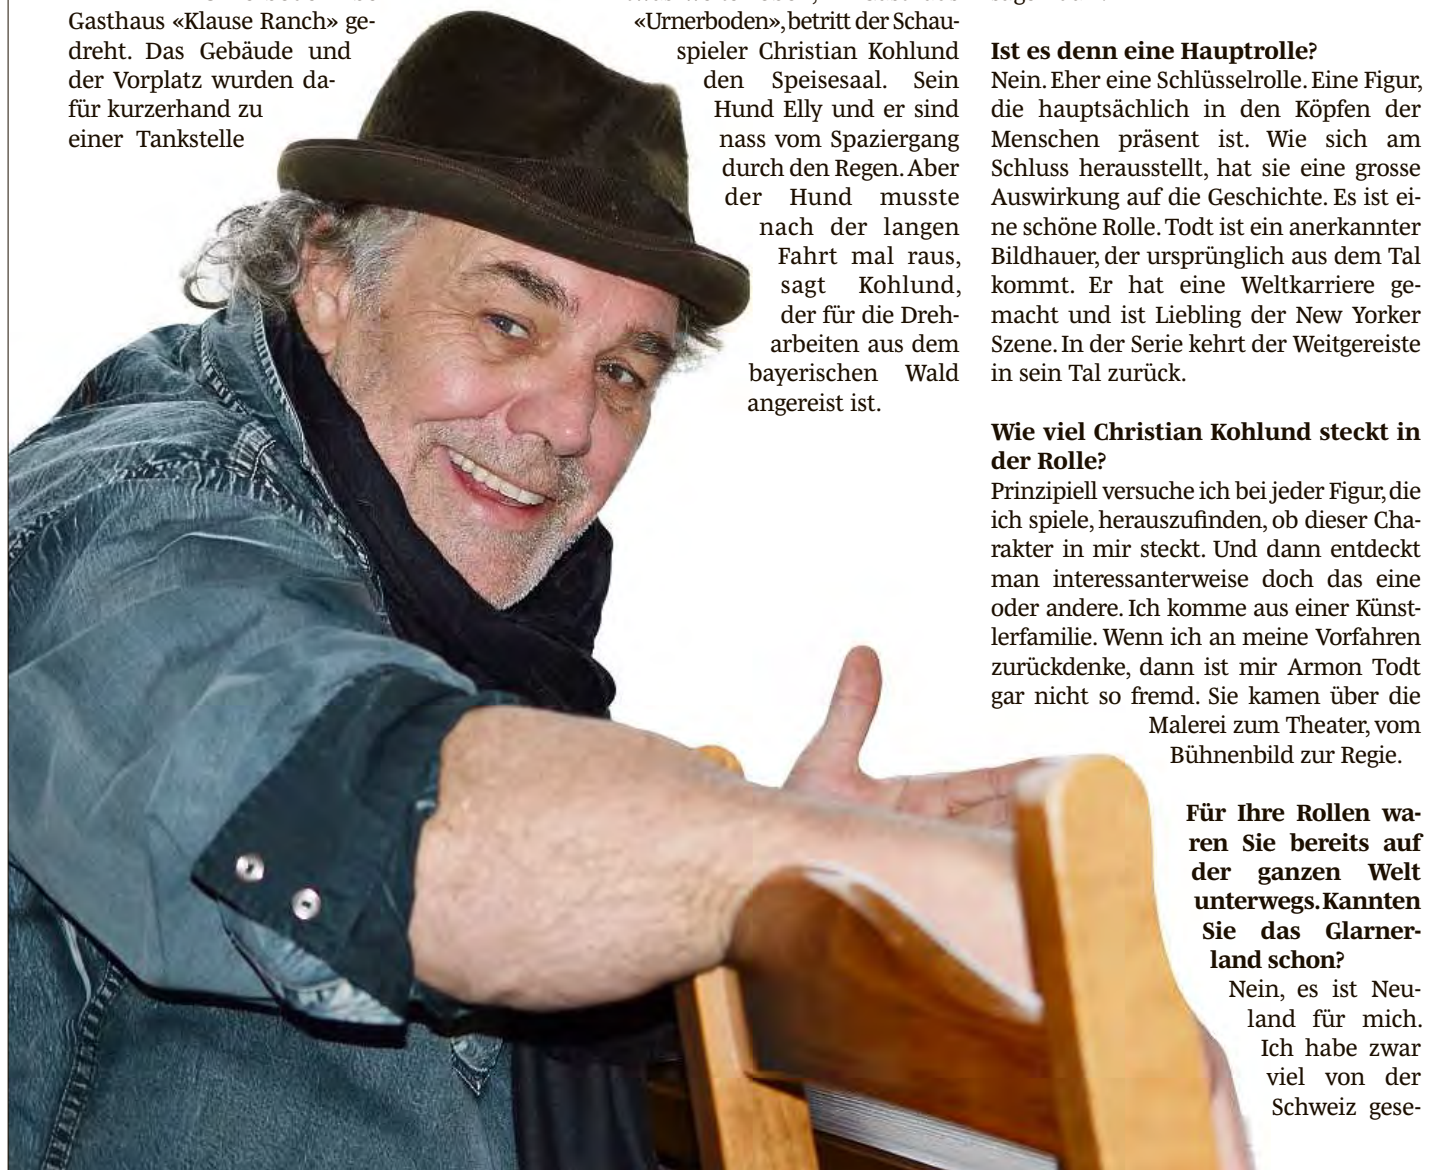 Gasthaus «Klause Ranch» ge-
dreht. Das Gebäude und
der Vorplatz wurden da-
für kurzerhand zu
einer Tankstelle
«Urnerboden», betritt der Schau-
spieler Christian Kohlund
den Speisesaal. Sein
Hund Elly und er sind
nass vom Spaziergang
durch den Regen. Aber
der Hund musste
nach der langen
Fahrt mal raus,
sagt Kohlund,
der für die Dreh-
arbeiten aus dem
bayerischen Wald
angereist ist.
Ist es denn eine Hauptrolle?
Nein. Eher eine Schlüsselrolle. Eine Figur,
die hauptsächlich in den Köpfen der
Menschen präsent ist. Wie sich am
Schluss herausstellt, hat sie eine grosse
Auswirkung auf die Geschichte. Es ist ei-
ne schöne Rolle. Todt ist ein anerkannter
Bildhauer, der ursprünglich aus dem Tal
kommt. Er hat eine Weltkarriere ge-
macht und ist Liebling der New Yorker
Szene. In der Serie kehrt der Weitgereiste
in sein Tal zurück.
Wie viel Christian Kohlund steckt in
der Rolle?
Prinzipiell versuche ich bei jeder Figur, die
ich spiele, herauszufinden, ob dieser Cha-
rakter in mir steckt. Und dann entdeckt
man interessanterweise doch das eine
oder andere. Ich komme aus einer Künst-
lerfamilie. Wenn ich an meine Vorfahren
zurückdenke, dann ist mir Armon Todt
gar nicht so fremd. Sie kamen über die
Malerei zum Theater, vom
Bühnenbild zur Regie.
Für Ihre Rollen wa-
ren Sie bereits auf
der ganzen Welt
unterwegs. Kannten
Sie das Glarner-
land schon?
Nein, es ist Neu-
land für mich.
Ich habe zwar
viel von der
Schweiz gese-